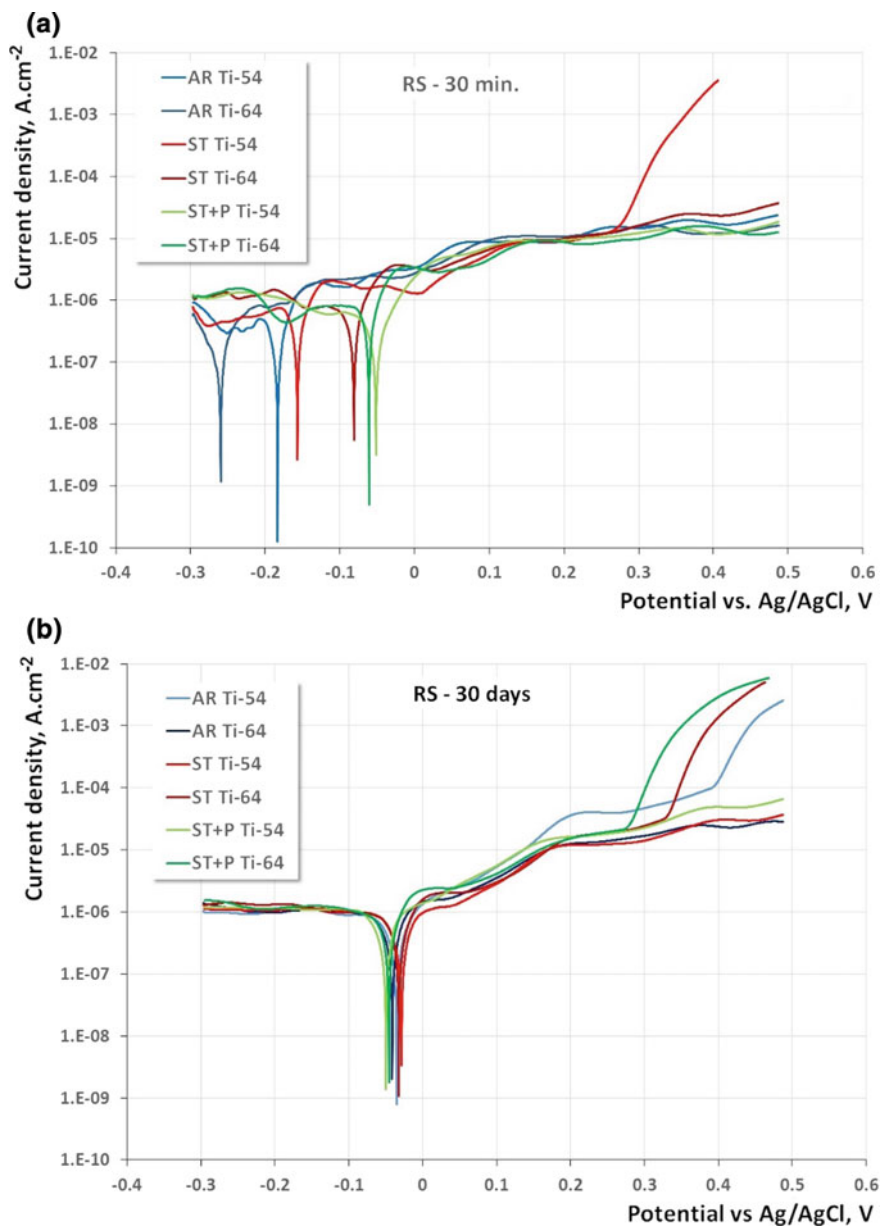 (a)
1.E-02
1.E-03
1.E-04
1.E-05
1.E-06
1.E-07
1.E-08
1.E-09
1.E-10
Current density, A.cm⁻²
AR Ti-54
AR Ti-64
ST Ti-54
ST Ti-64
ST+P Ti-54
ST+P Ti-64
RS - 30 min.
-0.4 -0.3 -0.2 -0.1 0 0.1 0.2 0.3 0.4 0.5 0.6
Potential vs. Ag/AgCl, V
(b)
1.E-02
1.E-03
1.E-04
1.E-05
1.E-06
1.E-07
1.E-08
1.E-09
1.E-10
Current density, A.cm⁻²
AR Ti-54
AR Ti-64
ST Ti-54
ST Ti-64
ST+P Ti-54
ST+P Ti-64
RS - 30 days
-0.4 -0.3 -0.2 -0.1 0 0.1 0.2 0.3 0.4 0.5 0.6
Potential vs Ag/AgCl, V